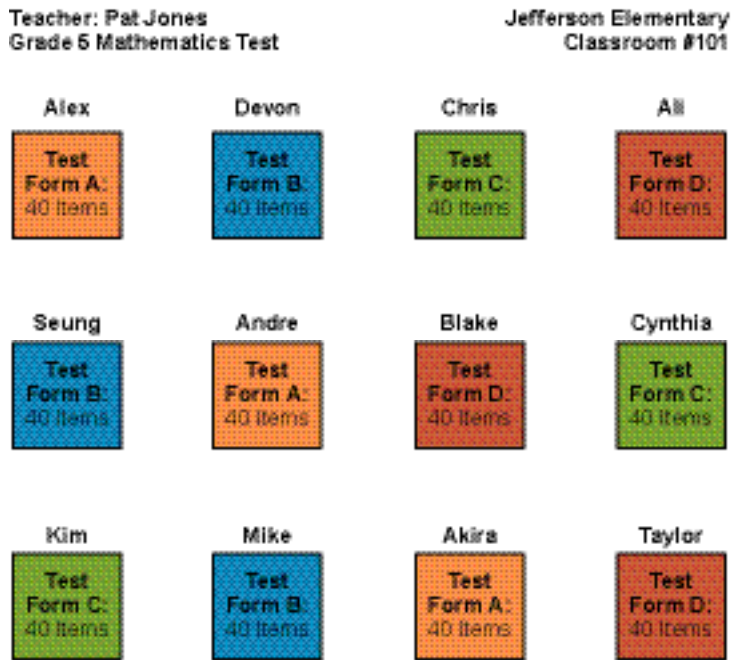 Teacher: Pat Jones
Jefferson Elementary
Grade 5 Mathematics Test
Classroom #101
Alex
Devon
Chris
Ali
Test
Form A:
40 Items
Test
Form B:
40 Items
Test
Form C:
40 Items
Test
Form D:
40 Items
Seung
Andre
Blake
Cynthia
Test
Form B:
40 Items
Test
Form A:
40 Items
Test
Form D:
40 Items
Test
Form C:
40 Items
Kim
Mike
Akira
Taylor
Test
Form C:
40 Items
Test
Form B:
40 Items
Test
Form A:
40 Items
Test
Form D:
40 Items